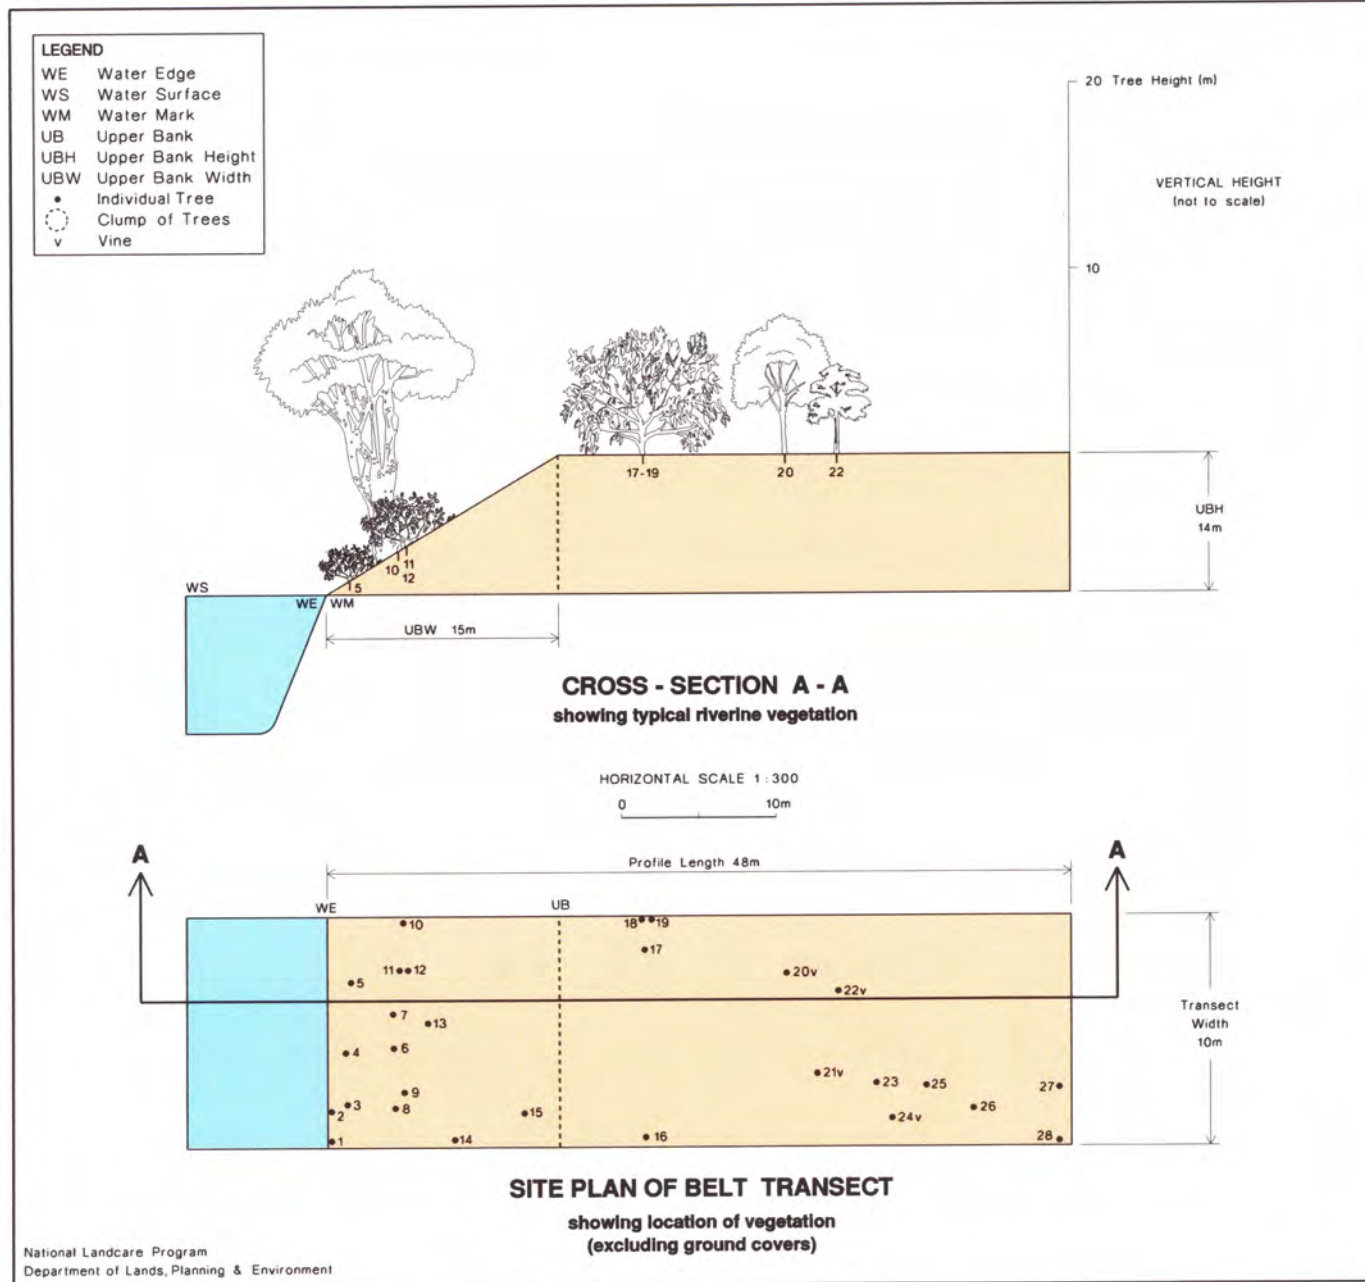 LEGEND
WE Water Edge
WS Water Surface
WM Water Mark
UB Upper Bank
UBH Upper Bank Height
UBW Upper Bank Width
Individual Tree
Clump of Trees
v Vine
20 Tree Height (m)
VERTICAL HEIGHT
(not to scale)
10
17-19 20 22
UBH
14m
10 11
12
5
WS
WE WM
UBW 15m
CROSS - SECTION A - A
showing typical riverine vegetation
HORIZONTAL SCALE 1 : 300
0 10m
A A
Profile Length 48m
WE UB
10 18 19
17
11 12 20v
5 22v
7 13
4 6
21v 23 25 27
9
3 8 26
2 15 24v
1 14 16 28
Transect
Width
10m
SITE PLAN OF BELT TRANSECT
showing location of vegetation
(excluding ground covers)
National Landcare Program
Department of Lands, Planning & Environment